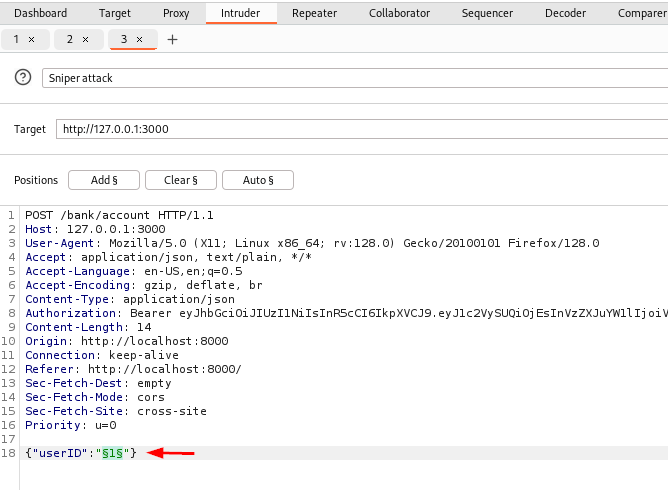 Dashboard Target Proxy Intruder Repeater Collaborator Sequencer Decoder Comparer
1 × 2 × 3 × +
? Sniper attack
Target http://127.0.0.1:3000
Positions Add § Clear § Auto §
1 POST /bank/account HTTP/1.1
2 Host: 127.0.0.1:3000
3 User-Agent: Mozilla/5.0 (X11; Linux x86_64; rv:128.0) Gecko/20100101 Firefox/128.0
4 Accept: application/json, text/plain, */*
5 Accept-Language: en-US,en;q=0.5
6 Accept-Encoding: gzip, deflate, br
7 Content-Type: application/json
8 Authorization: Bearer eyJhbGciOiJIUzI1NiIsInR5cCI6IkpXVCJ9.eyJ1c2VySUQiOjEsInVzZXJuYW1lIjoiV
9 Content-Length: 14
10 Origin: http://localhost:8000
11 Connection: keep-alive
12 Referer: http://localhost:8000/
13 Sec-Fetch-Dest: empty
14 Sec-Fetch-Mode: cors
15 Sec-Fetch-Site: cross-site
16 Priority: u=0
17
18 {"userID":"§1§"}